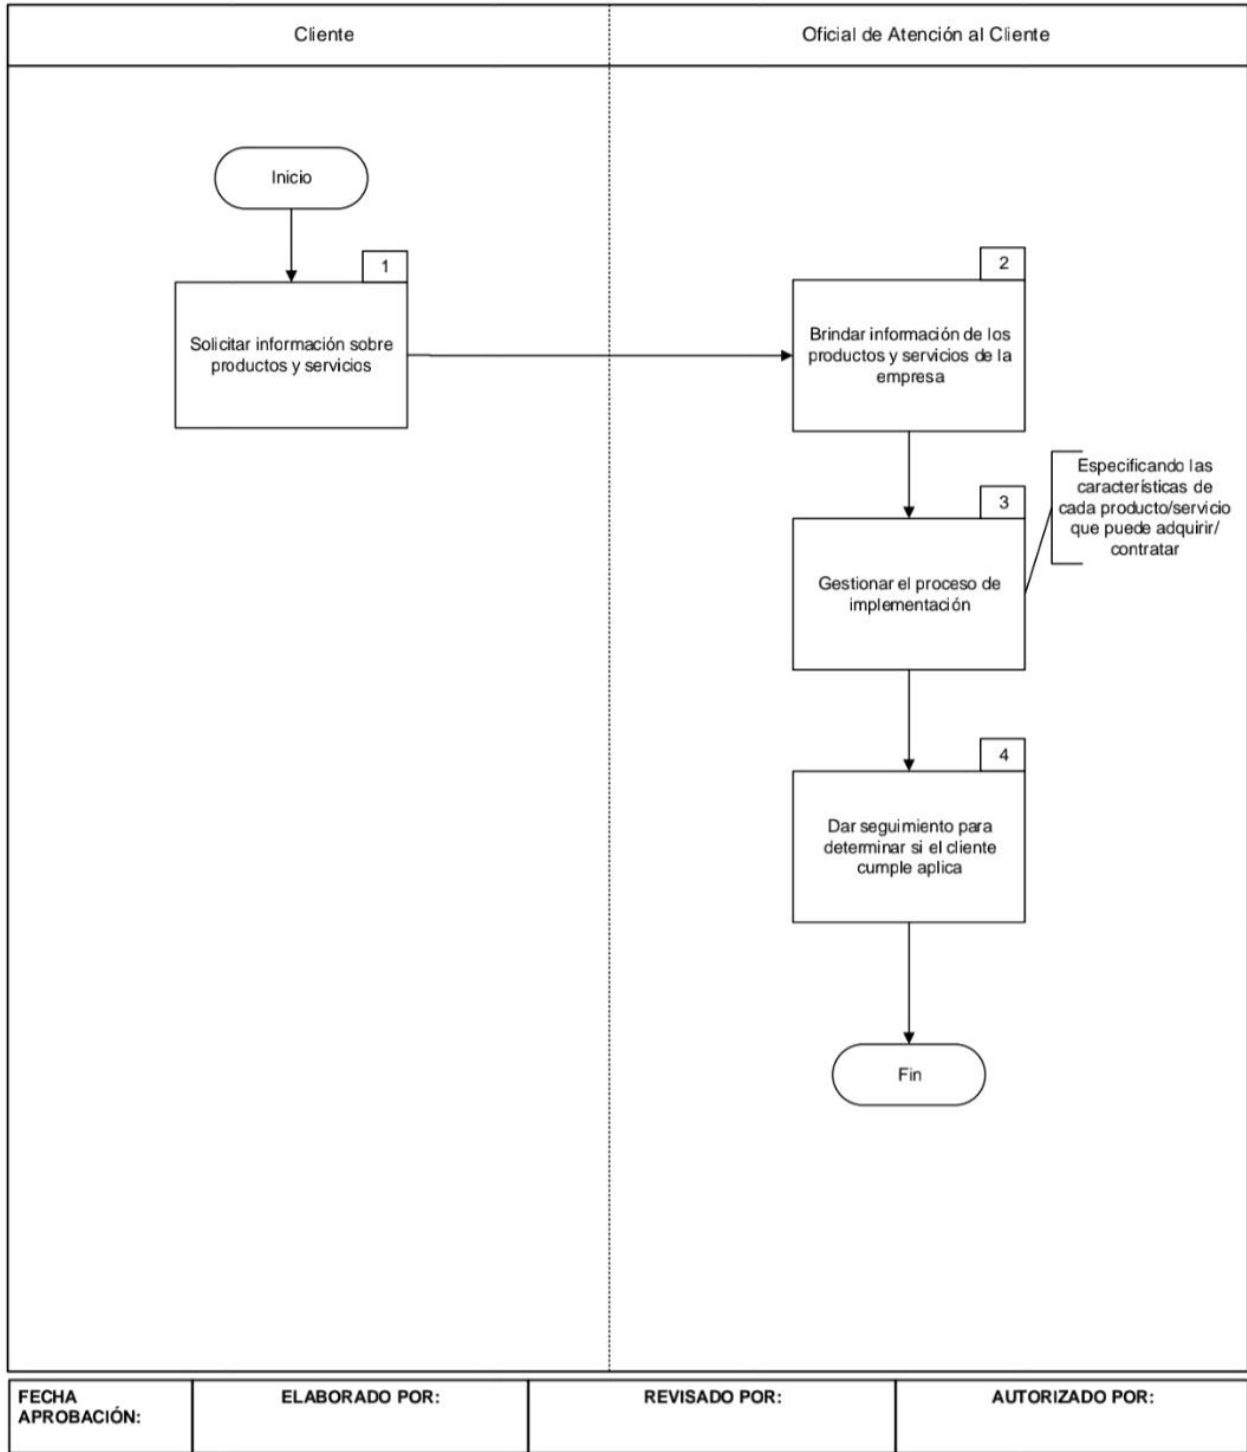 Cliente
Oficial de Atención al Cliente
Inicio
1
Solicitar información sobre
productos y servicios
2
Brindar información de los
productos y servicios de la
empresa
Especificando las
características de
cada producto/servicio
que puede adquirir/
contratar
3
Gestionar el proceso de
implementación
4
Dar seguimiento para
determinar si el cliente
cumple aplica
Fin
FECHA
APROBACIÓN:
ELABORADO POR:
REVISADO POR:
AUTORIZADO POR: